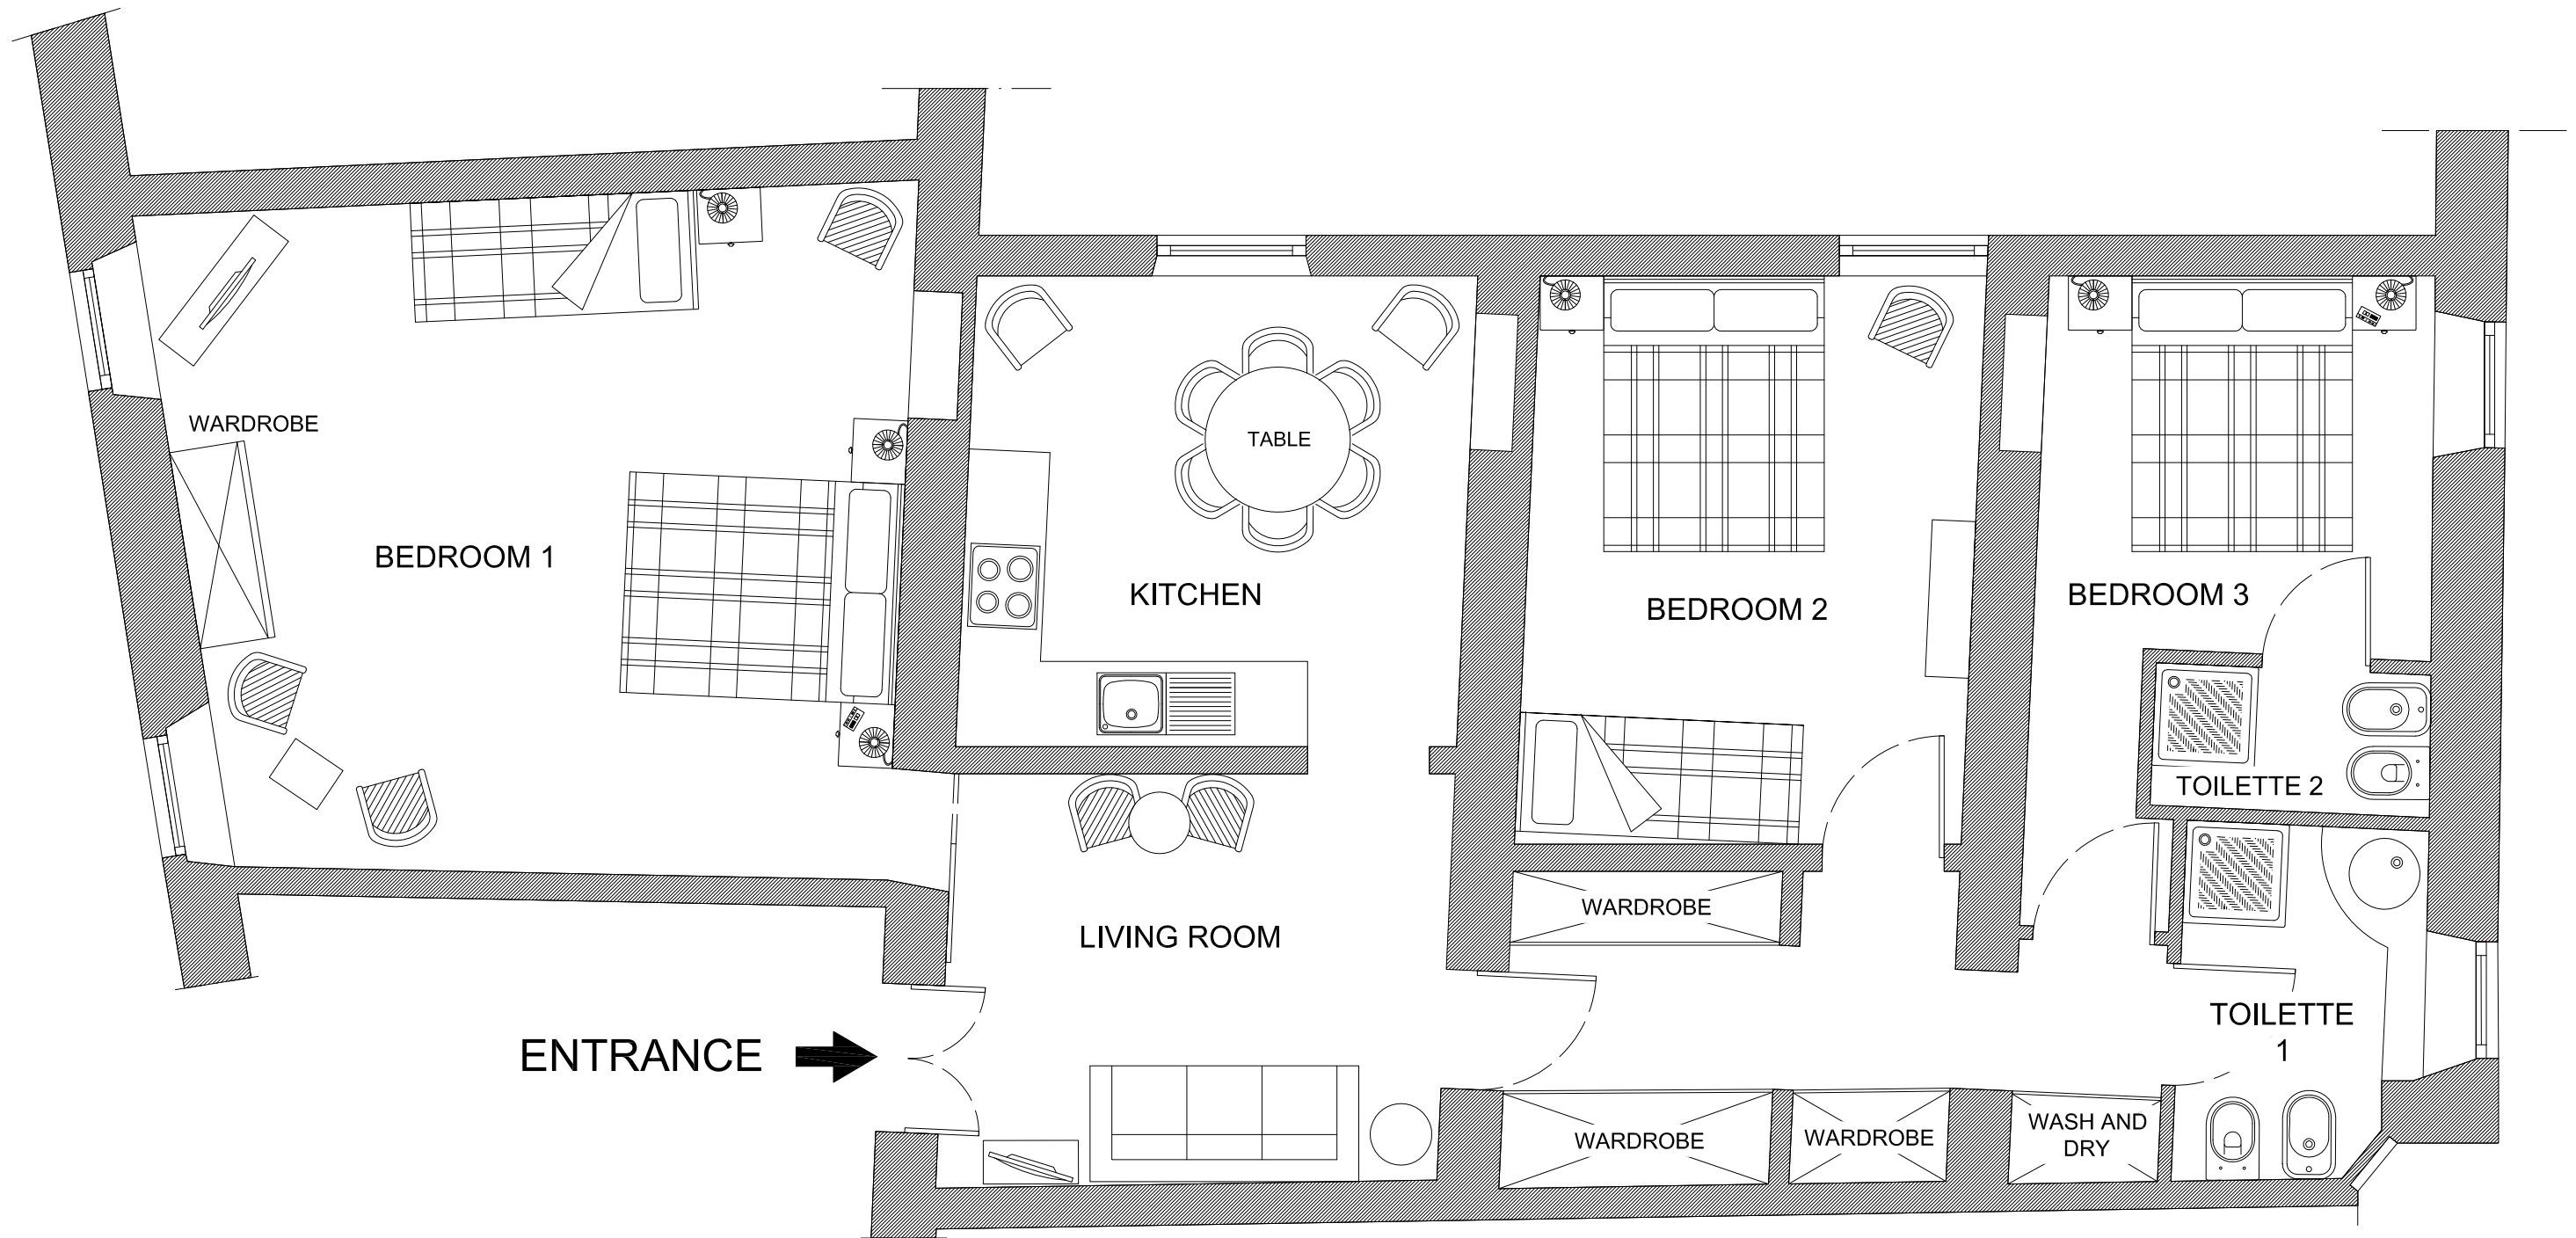 WARDROBE
BEDROOM 1
TABLE
KITCHEN
BEDROOM 2
BEDROOM 3
TOILETTE 2
WARDROBE
LIVING ROOM
ENTRANCE
TOILETTE
1
WARDROBE
WARDROBE
WASH AND
DRY